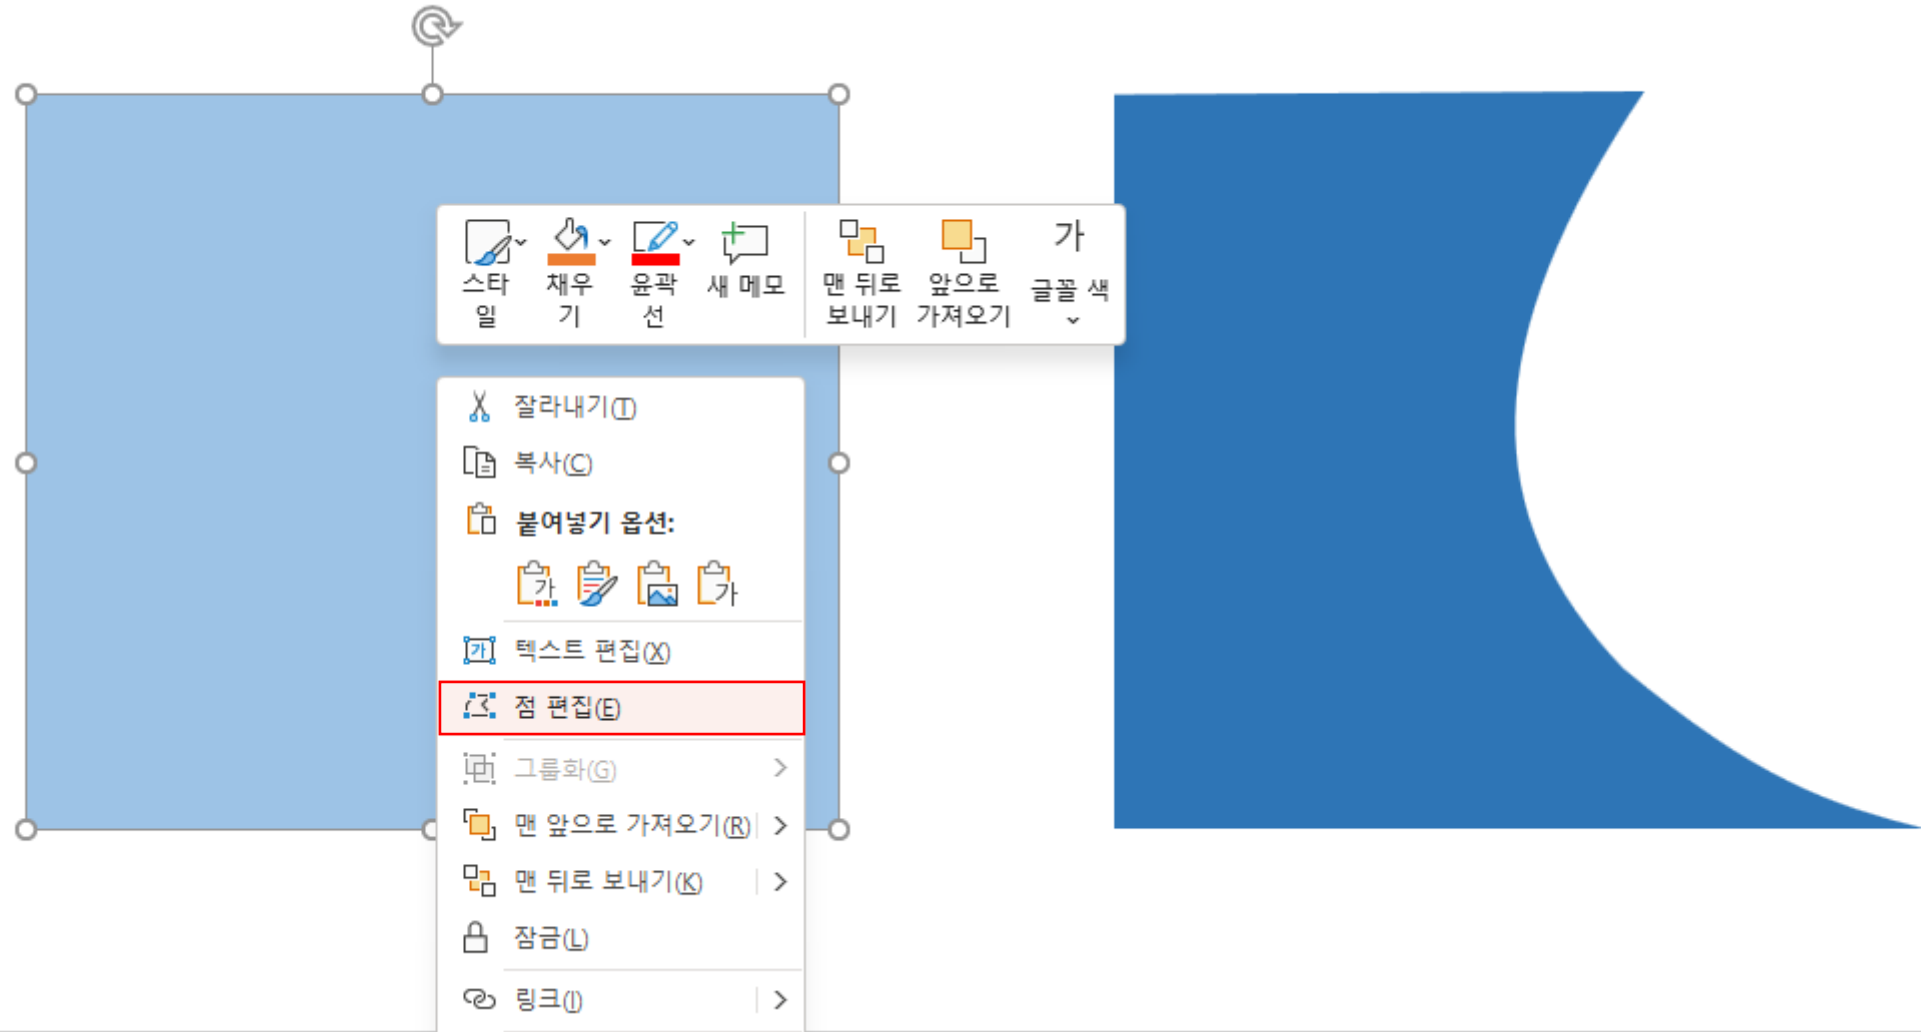 스타일
채우기
윤곽선
새 메모
맨 뒤로
보내기
앞으로
가져오기
가
글꼴 색
잘라내기(T)
복사(C)
붙여넣기 옵션:
가
가
가 텍스트 편집(X)
점 편집(E)
그룹화(G)
맨 앞으로 가져오기(R)
맨 뒤로 보내기(K)
잠금(L)
링크(I)